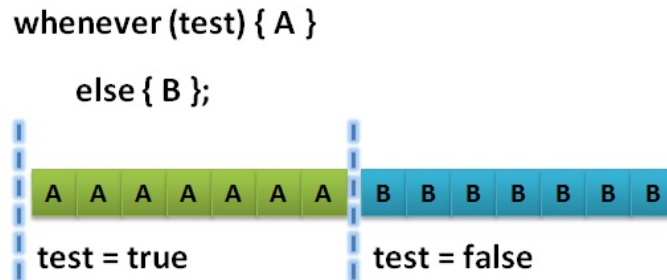 whenever (test) { A }
else { B };
A A A A A A A B B B B B B B
test = true test = false